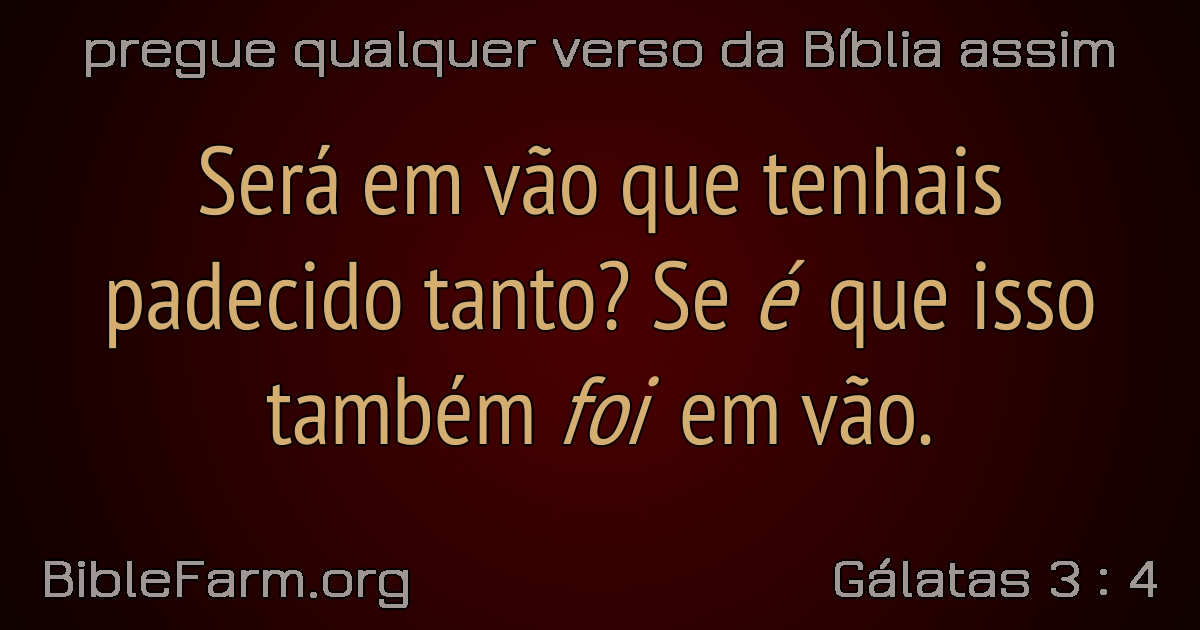 pregue qualquer verso da Bíblia assim
Será em vão que tenhais
padecido tanto? Se é que isso
também foi em vão.
BibleFarm.org
Gálatas 3 : 4